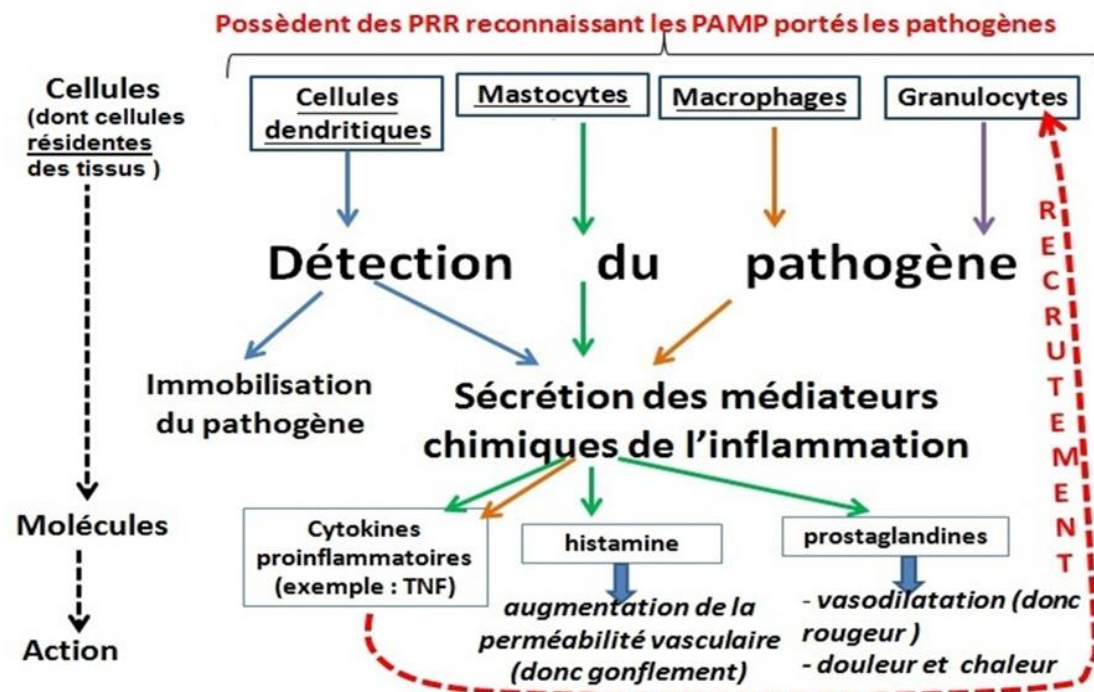 Possèdent des PRR reconnaissant les PAMP portés les pathogènes
Cellules
(dont cellules
résidentes
des tissus )
Cellules
dendritiques
Mastocytes
Macrophages
Granulocytes
RECRUTEMENT
Détection du pathogène
Immobilisation
du pathogène
Sécrétion des médiateurs
chimiques de l’inflammation
Molécules
Cytokines
proinflammatoires
(exemple : TNF)
histamine
prostaglandines
Action
augmentation de la
perméabilité vasculaire
(donc gonflement)
- vasodilatation (donc
rougeur )
- douleur et chaleur